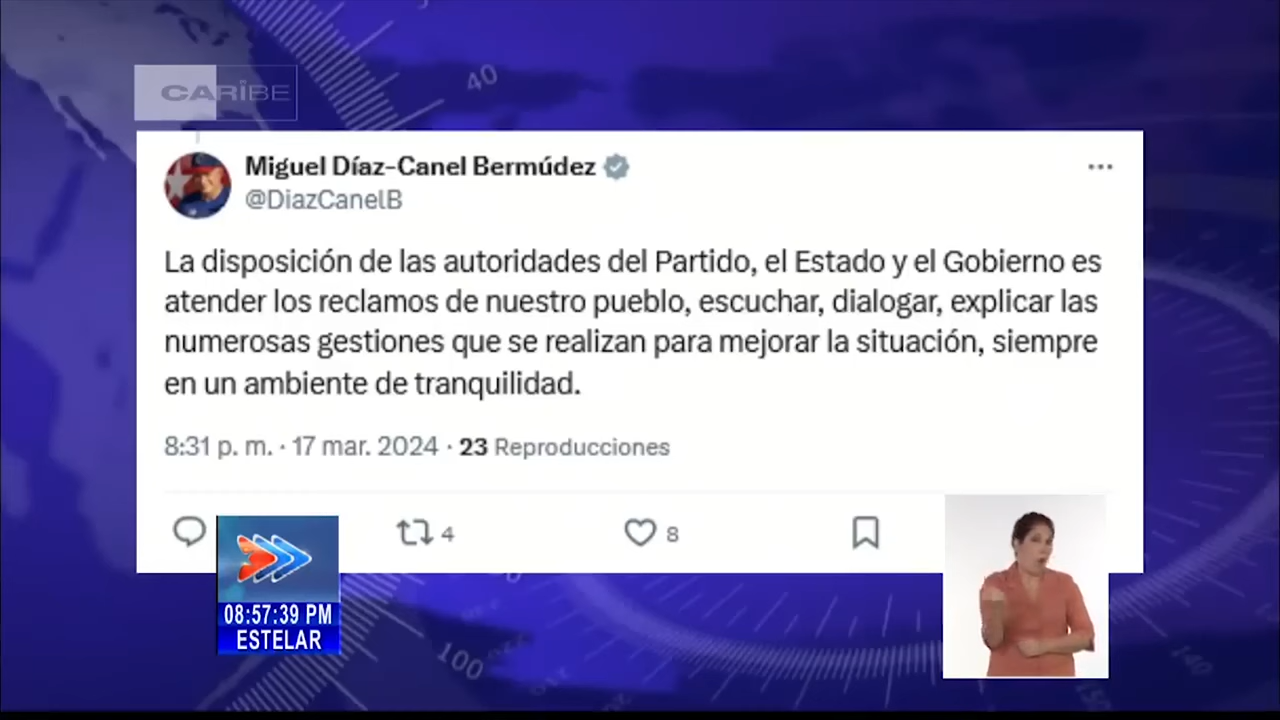 40
CARIBE
Miguel Díaz-Canel Bermúdez
@DiazCanelB
La disposición de las autoridades del Partido, el Estado y el Gobierno es
atender los reclamos de nuestro pueblo, escuchar, dialogar, explicar las
numerosas gestiones que se realizan para mejorar la situación, siempre
en un ambiente de tranquilidad.
8:31 p. m. · 17 mar. 2024 · 23 Reproducciones
4
8
08:57:39 PM
ESTELAR
100
140